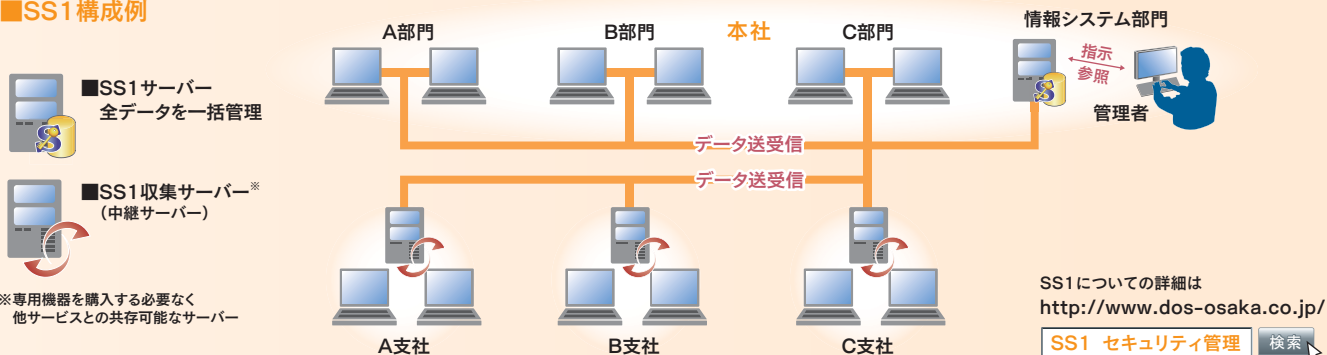 ■SS1構成例
■SS1サーバー
全データを一括管理
■SS1収集サーバー※
（中継サーバー）
※専用機器を購入する必要なく
他サービスとの共存可能なサーバー
本社
A部門
B部門
C部門
情報システム部門
指示
参照
管理者
データ送受信
データ送受信
A支社
B支社
C支社
SS1についての詳細は
http://www.dos-osaka.co.jp/
SS1 セキュリティ管理
検索